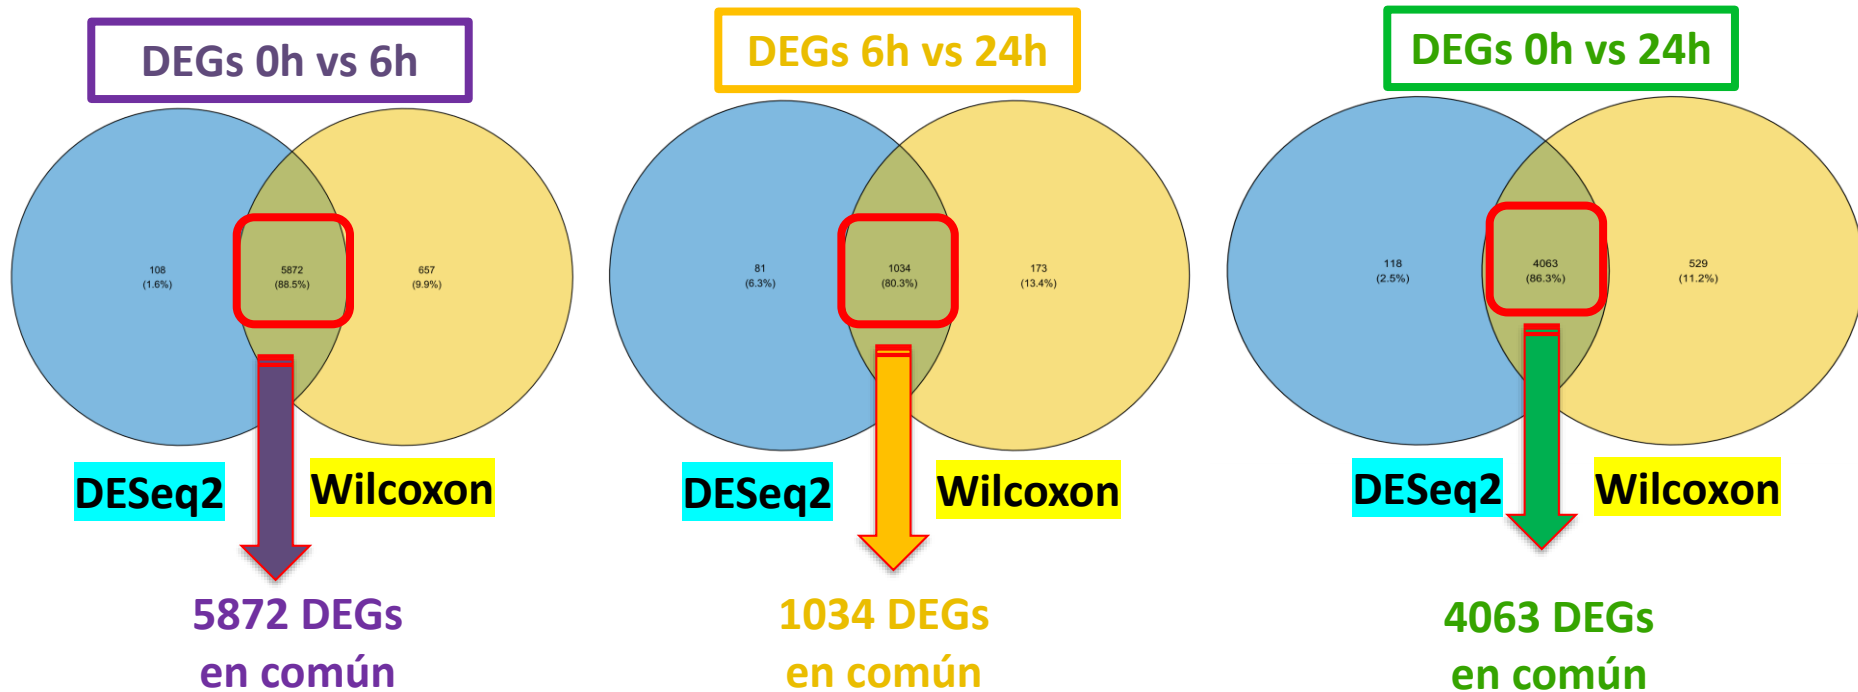 DEGs 0h vs 6h
108
(1.6%)
5872
(88.5%)
657
(9.9%)
DESeq2
Wilcoxon
5872 DEGs
en común
DEGs 6h vs 24h
81
(6.3%)
1034
(80.3%)
173
(13.4%)
DESeq2
Wilcoxon
1034 DEGs
en común
DEGs 0h vs 24h
118
(2.5%)
4063
(86.3%)
529
(11.2%)
DESeq2
Wilcoxon
4063 DEGs
en común